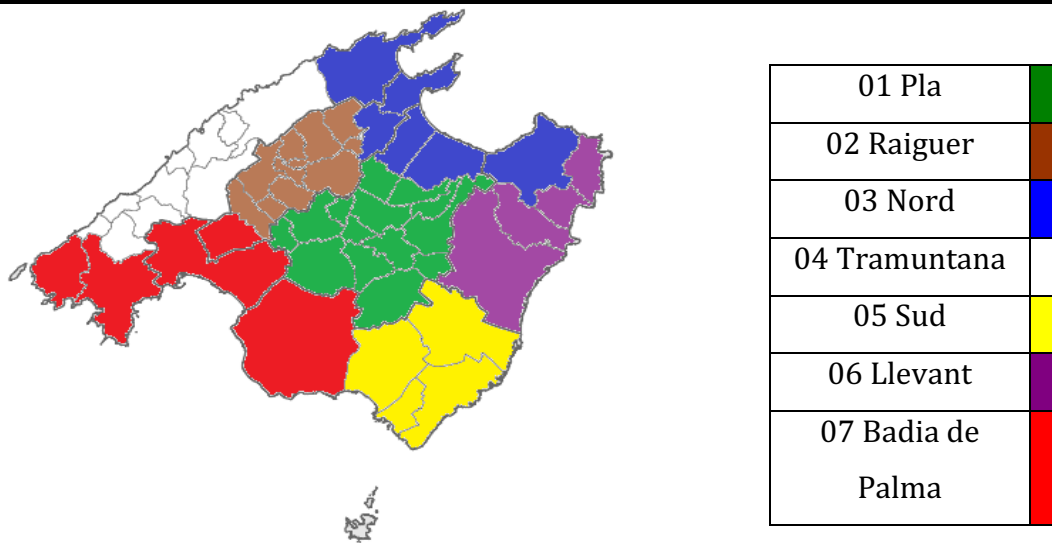 01 Pla
02 Raiguer
03 Nord
04 Tramuntana
05 Sud
06 Llevant
07 Badia de
Palma